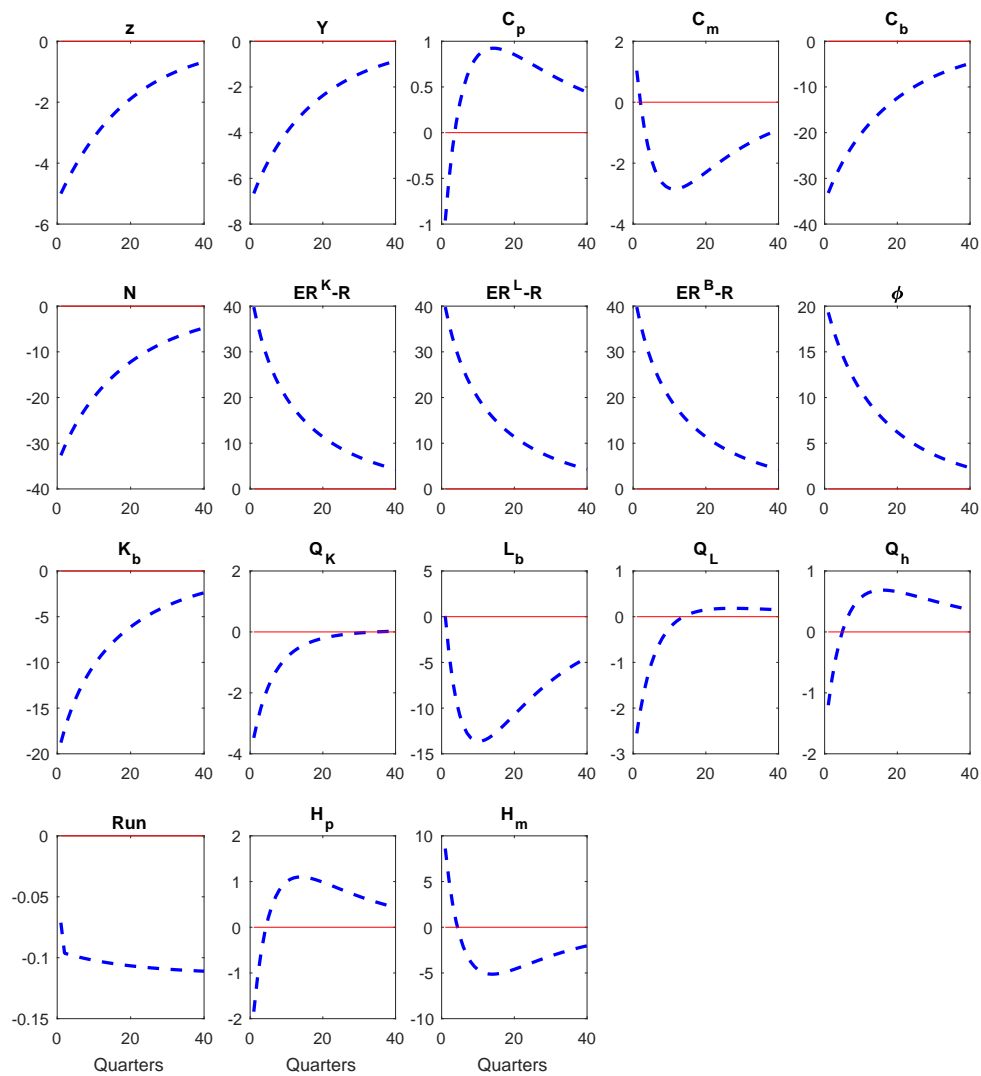 z Y C_p C_m C_b
0 0 1 2 0
-2 -2 0.5 0 -10
-4 -4 0 -2 -20
-6 -6 -0.5 -4 -30
-8 -1 -40
0 20 40 0 20 40 0 20 40 0 20 40 0 20 40
N ER^K-R ER^L-R ER^B-R ϕ
0 40 40 40 20
-10 30 30 30 15
-20 20 20 20 10
-30 10 10 10 5
-40 0 0 0 0
0 20 40 0 20 40 0 20 40 0 20 40 0 20 40
K_b Q_K L_b Q_L Q_h
0 2 5 1 1
-5 0 0 0 0
-10 -2 -5 -1 -1
-15 -4 -10 -2 -2
-20 -15 -3
0 20 40 0 20 40 0 20 40 0 20 40 0 20 40
Run H_p H_m
0 2 10
-0.05 1 5
-0.1 0 0
-0.15 -1 -5
-2 -10
0 20 40 0 20 40 0 20 40
Quarters Quarters Quarters